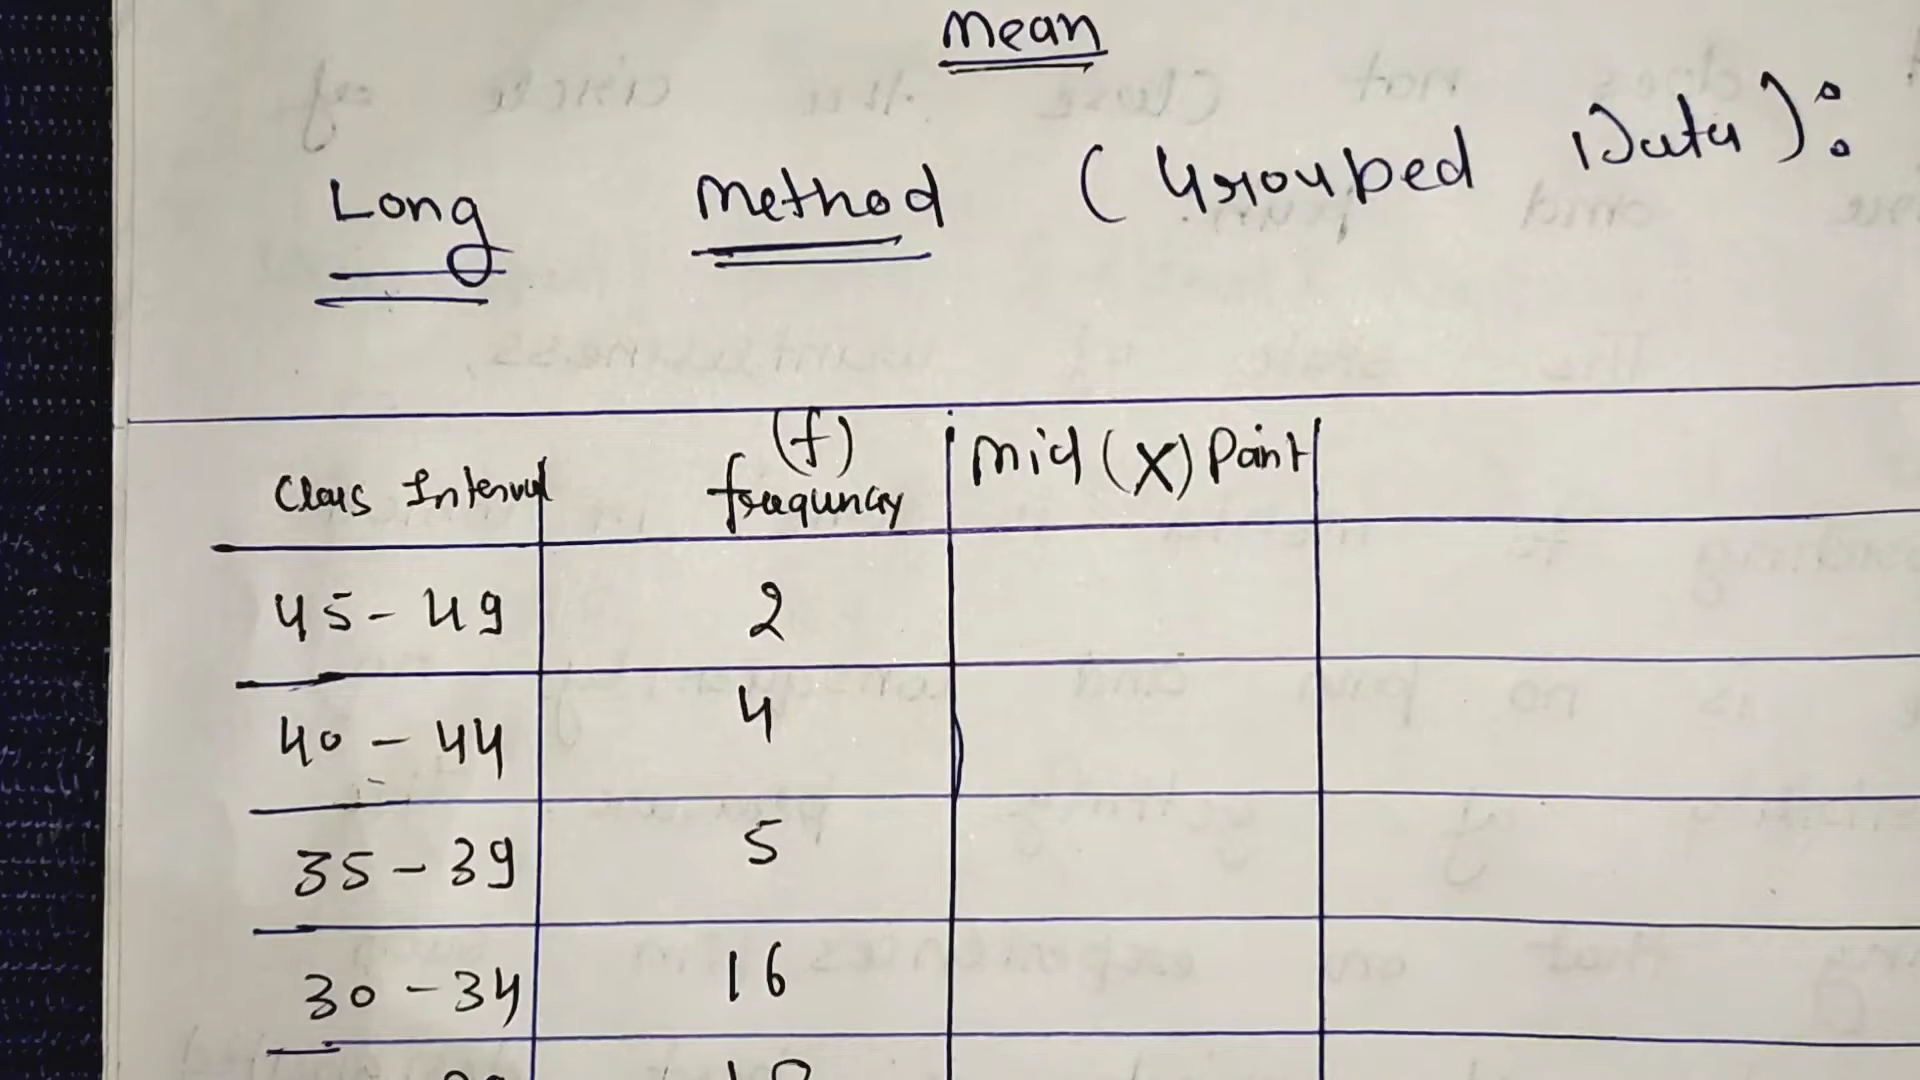 Mean
Long Method (Grouped Data):
Class Interval (f) frequncy Mid (X) Point
45 - 49 2
40 - 44 4
35 - 39 5
30 - 34 16